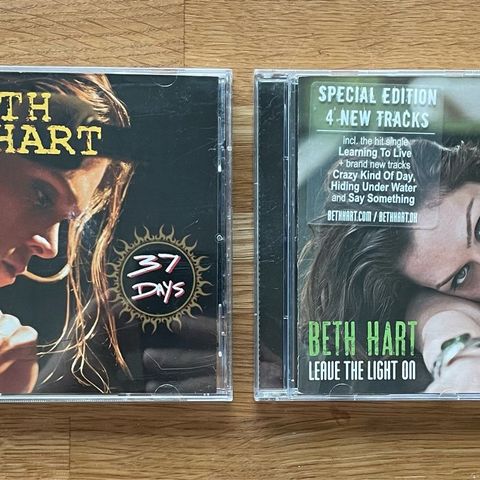 TH
HART
37
DAYS
SPECIAL EDITION
4 NEW TRACKS
incl. the hit single
Learning To Live
+ brand new tracks
Crazy Kind Of Day,
Hiding Under Water
and Say Something
BETHHART.COM / BETHHART.DK
BETH HART
LEAVE THE LIGHT ON